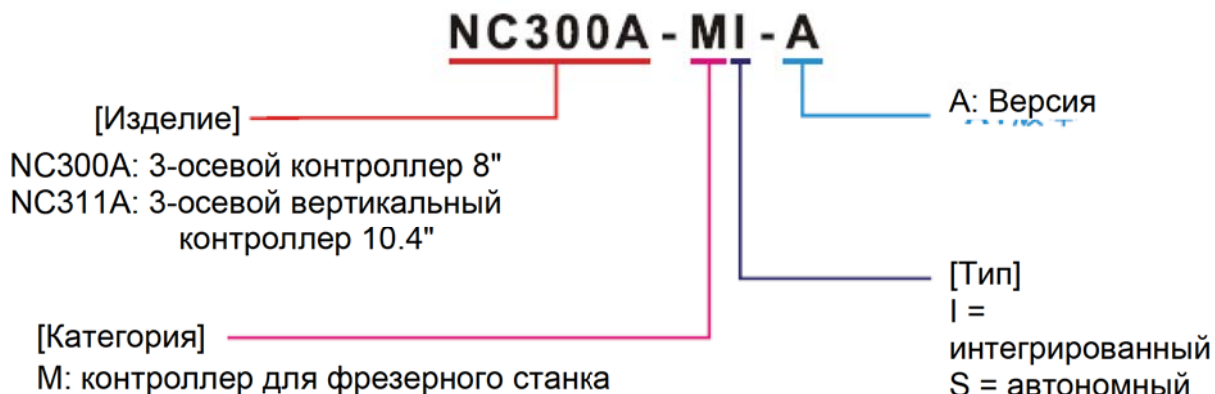 NC300A - MI - A
[Изделие]
NC300A: 3-осевой контроллер 8"
NC311A: 3-осевой вертикальный
контроллер 10.4"
A: Версия
[Категория]
M: контроллер для фрезерного станка
[Тип]
I =
интегрированный
S = автономный